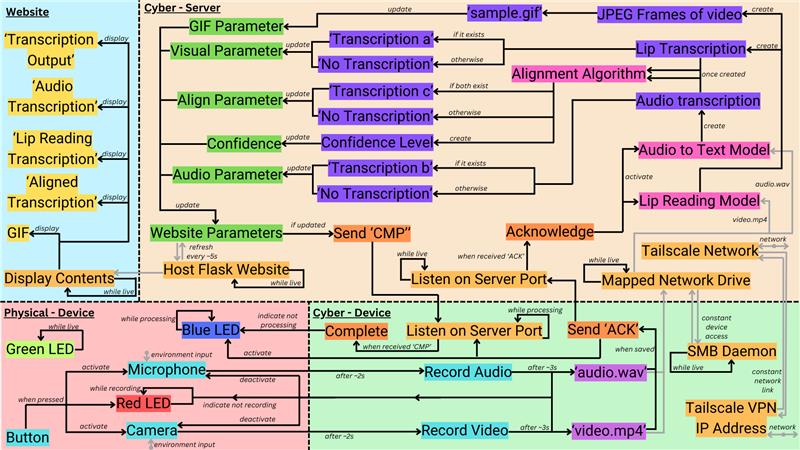 Website
'Transcription
Output'
display
'Audio
Transcription'
display
'Lip Reading
Transcription'
display
'Aligned
Transcription'
display
GIF
display
Display Contents
while live
Cyber - Server
GIF Parameter
update
'sample.gif'
JPEG Frames of video
create
Visual Parameter
update
'Transcription a'
if it exists
'No Transcription'
otherwise
Lip Transcription
create
Alignment Algorithm
once created
Align Parameter
update
'Transcription c'
if both exist
'No Transcription'
otherwise
Audio transcription
create
Confidence
update
Confidence Level
create
Audio to Text Model
Audio Parameter
update
'Transcription b'
if it exists
'No Transcription'
otherwise
activate
audio.wav
Lip Reading Model
video.mp4
update
Website Parameters
if updated
Send 'CMP"
Acknowledge
refresh
every ~5s
Host Flask Website
while live
while live
Listen on Server Port
when received 'ACK'
Tailscale Network
network
while live
Mapped Network Drive
Physical - Device
while live
Green LED
while processing
Blue LED
indicate not
processing
activate
environment input
Microphone
activate
deactivate
while recording
Red LED
indicate not recording
when pressed
Button
activate
deactivate
Camera
environment input
Cyber - Device
Complete
when received 'CMP'
while processing
Listen on Server Port
Send 'ACK'
when saved
constant
device
access
SMB Daemon
while live
after ~2s
Record Audio
after ~3s
'audio.wav'
constant
network
link
after ~2s
Record Video
after ~3s
'video.mp4'
Tailscale VPN
IP Address
network